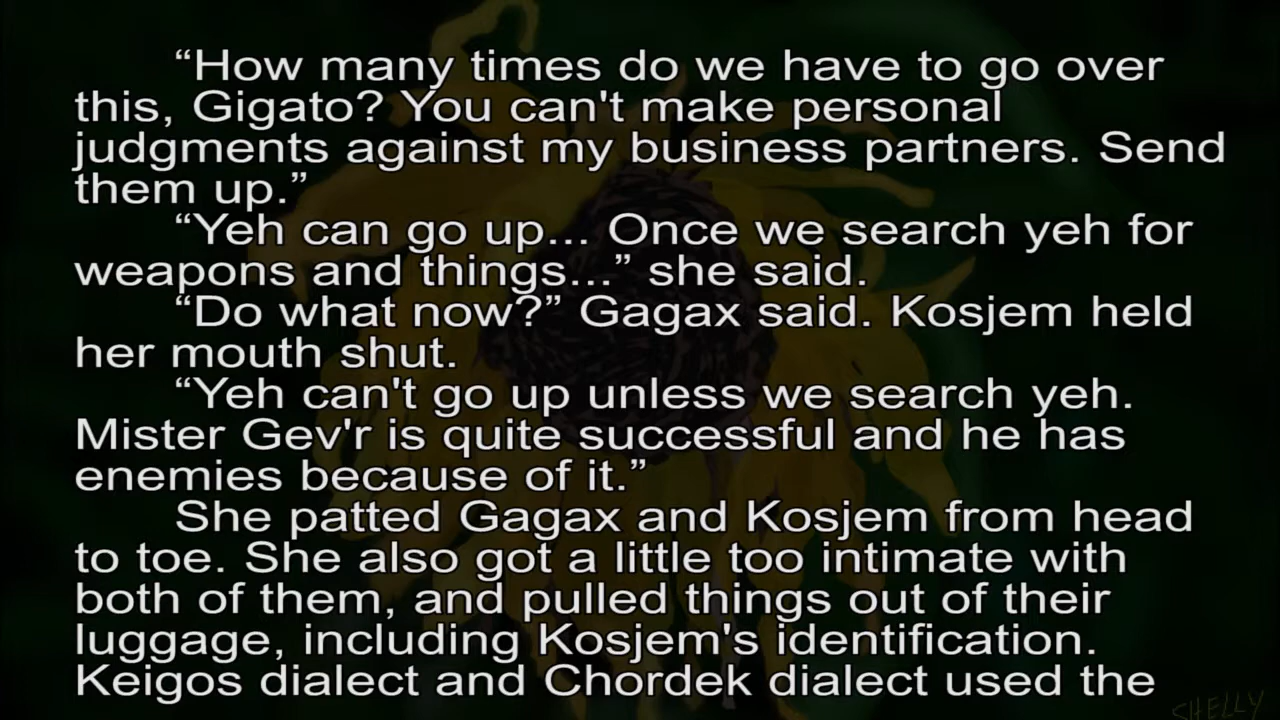 “How many times do we have to go over
this, Gigato? You can't make personal
judgments against my business partners. Send
them up.”
“Yeh can go up... Once we search yeh for
weapons and things...” she said.
“Do what now?” Gagax said. Kosjem held
her mouth shut.
“Yeh can't go up unless we search yeh.
Mister Gev'r is quite successful and he has
enemies because of it.”
She patted Gagax and Kosjem from head
to toe. She also got a little too intimate with
both of them, and pulled things out of their
luggage, including Kosjem's identification.
Keigos dialect and Chordek dialect used the
SHELLY